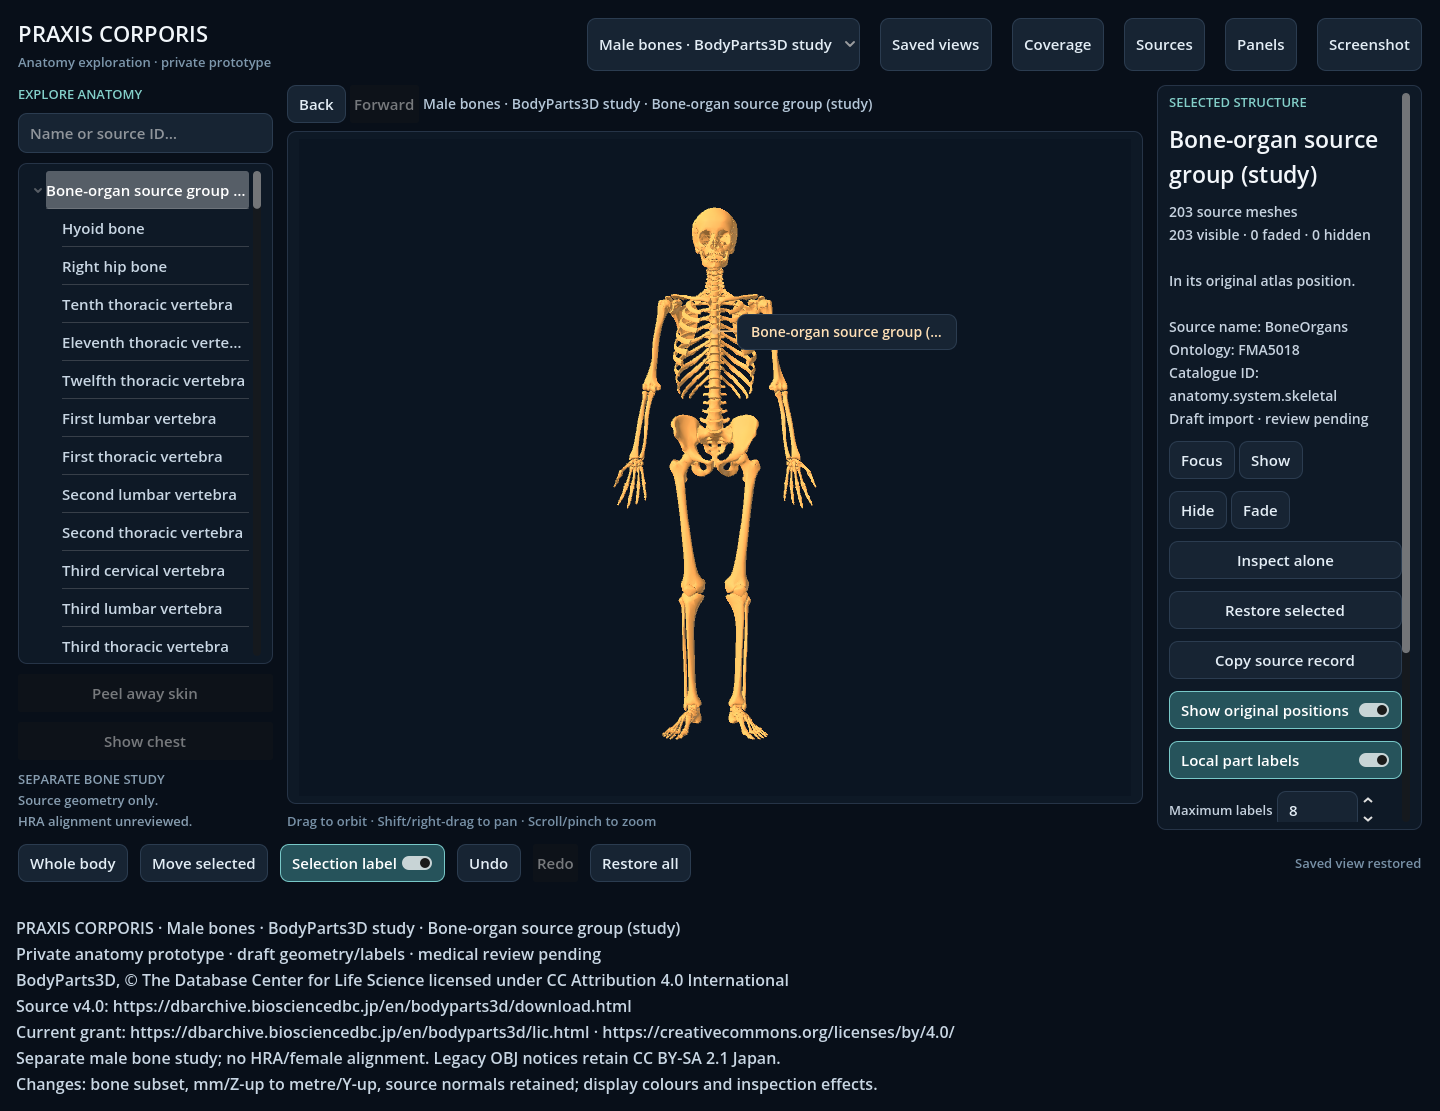 PRAXIS CORPORIS
Anatomy exploration · private prototype
Male bones · BodyParts3D study
Saved views
Coverage
Sources
Panels
Screenshot
EXPLORE ANATOMY
Name or source ID...
Bone-organ source group ...
Hyoid bone
Right hip bone
Tenth thoracic vertebra
Eleventh thoracic verte...
Twelfth thoracic vertebra
First lumbar vertebra
First thoracic vertebra
Second lumbar vertebra
Second thoracic vertebra
Third cervical vertebra
Third lumbar vertebra
Third thoracic vertebra
Peel away skin
Show chest
SEPARATE BONE STUDY
Source geometry only.
HRA alignment unreviewed.
Back
Forward
Male bones · BodyParts3D study · Bone-organ source group (study)
Bone-organ source group (...
Drag to orbit · Shift/right-drag to pan · Scroll/pinch to zoom
SELECTED STRUCTURE
Bone-organ source
group (study)
203 source meshes
203 visible · 0 faded · 0 hidden
In its original atlas position.
Source name: BoneOrgans
Ontology: FMA5018
Catalogue ID:
anatomy.system.skeletal
Draft import · review pending
Focus
Show
Hide
Fade
Inspect alone
Restore selected
Copy source record
Show original positions
Local part labels
Maximum labels
8
Whole body
Move selected
Selection label
Undo
Redo
Restore all
Saved view restored
PRAXIS CORPORIS · Male bones · BodyParts3D study · Bone-organ source group (study)
Private anatomy prototype · draft geometry/labels · medical review pending
BodyParts3D, © The Database Center for Life Science licensed under CC Attribution 4.0 International
Source v4.0: https://dbarchive.biosciencedbc.jp/en/bodyparts3d/download.html
Current grant: https://dbarchive.biosciencedbc.jp/en/bodyparts3d/lic.html · https://creativecommons.org/licenses/by/4.0/
Separate male bone study; no HRA/female alignment. Legacy OBJ notices retain CC BY-SA 2.1 Japan.
Changes: bone subset, mm/Z-up to metre/Y-up, source normals retained; display colours and inspection effects.